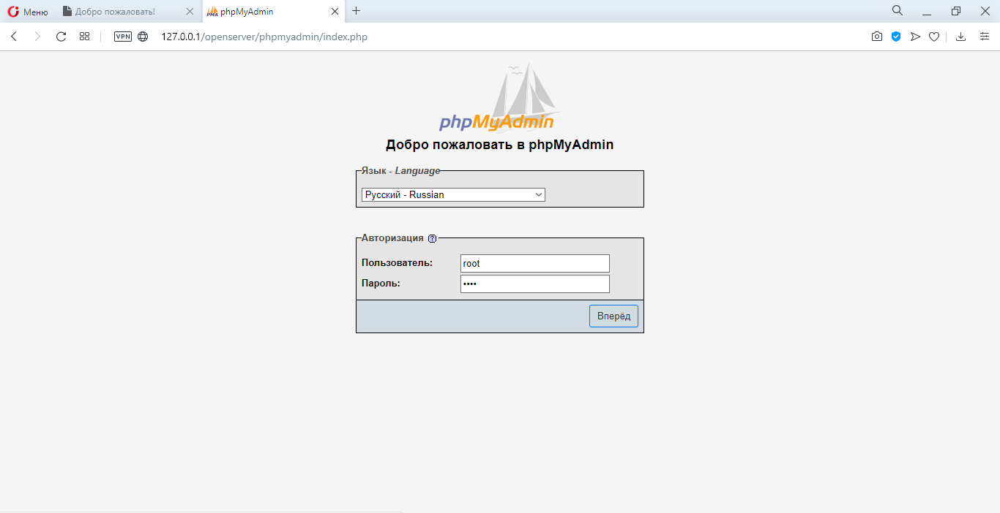 Меню
Добро пожаловать!
phpMyAdmin
VPN
127.0.0.1/openserver/phpmyadmin/index.php
phpMyAdmin
Добро пожаловать в phpMyAdmin
Язык - Language
Русский - Russian
Авторизация
Пользователь: root
Пароль: ••••
Вперёд